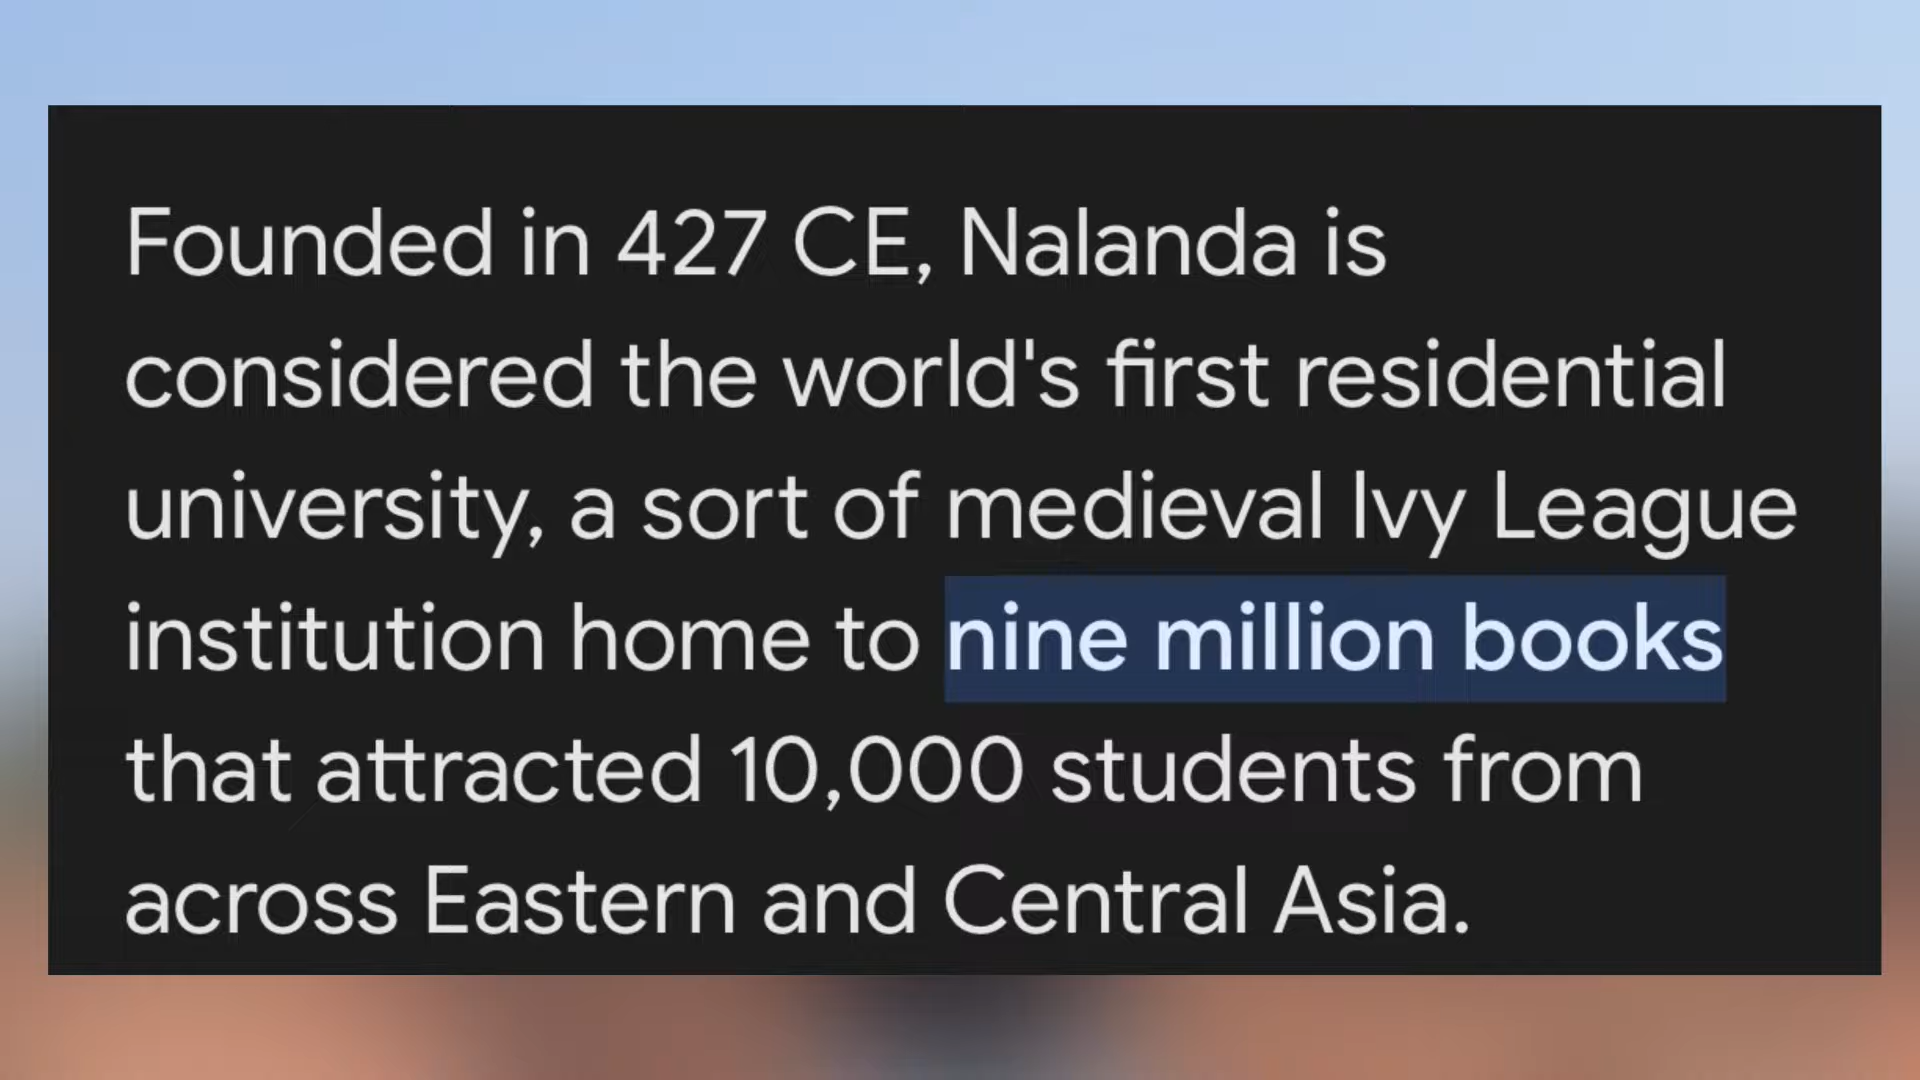 Founded in 427 CE, Nalanda is
considered the world's first residential
university, a sort of medieval Ivy League
institution home to nine million books
that attracted 10,000 students from
across Eastern and Central Asia.